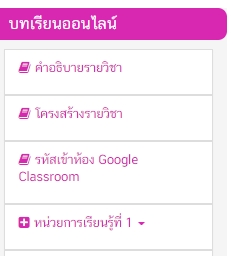 บทเรียนออนไลน์
คำอธิบายรายวิชา
โครงสร้างรายวิชา
รหัสเข้าห้อง Google
Classroom
หน่วยการเรียนรู้ที่ 1